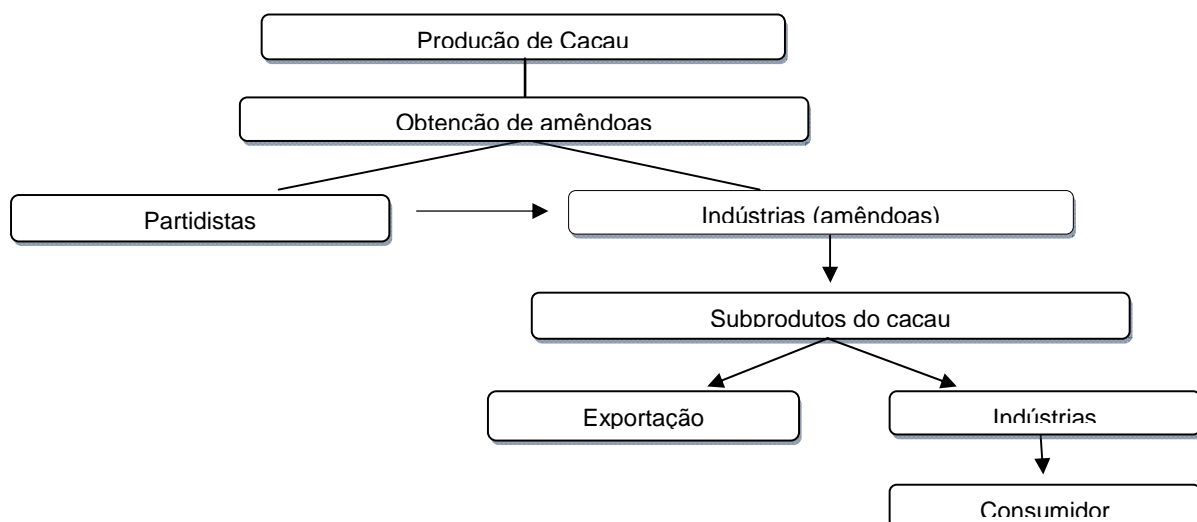 Produção de Cacau
Obtenção de amêndoas
Partidistas
Indústrias (amêndoas)
Subprodutos do cacau
Exportação
Indústrias
Consumidor